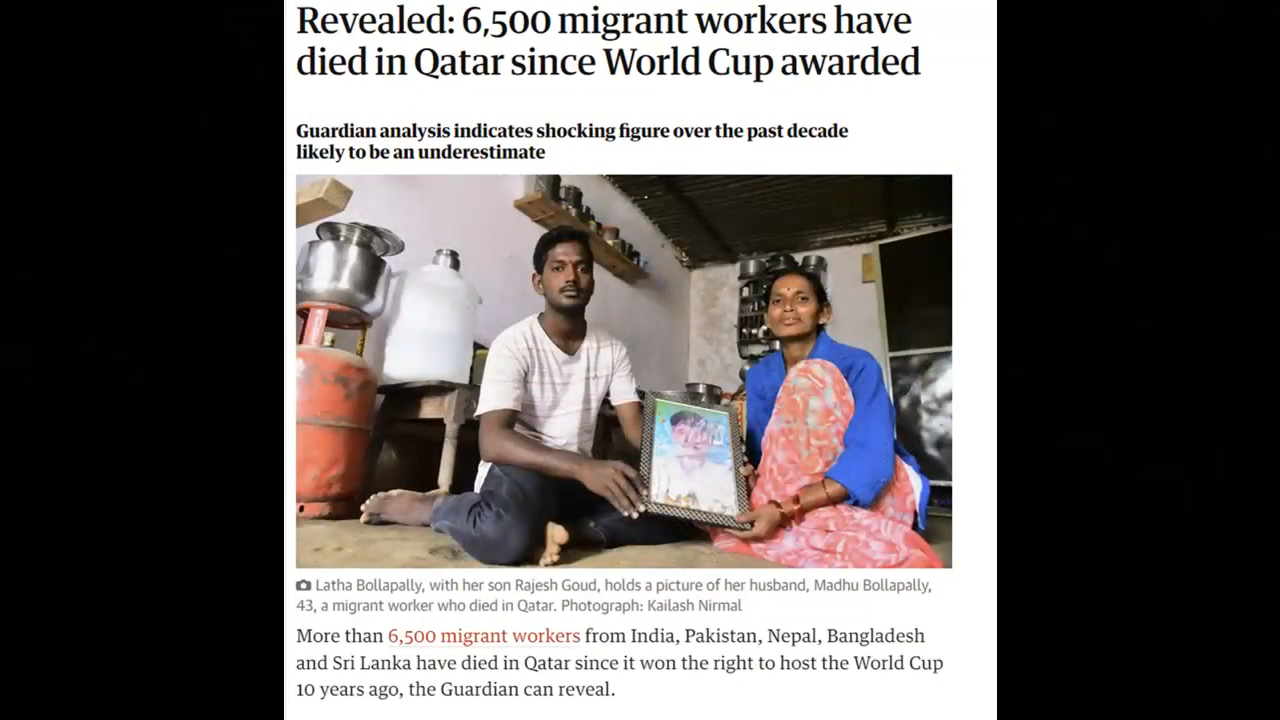 Revealed: 6,500 migrant workers have
died in Qatar since World Cup awarded
Guardian analysis indicates shocking figure over the past decade
likely to be an underestimate
Latha Bollapally, with her son Rajesh Goud, holds a picture of her husband, Madhu Bollapally,
43, a migrant worker who died in Qatar. Photograph: Kailash Nirmal
More than 6,500 migrant workers from India, Pakistan, Nepal, Bangladesh
and Sri Lanka have died in Qatar since it won the right to host the World Cup
10 years ago, the Guardian can reveal.